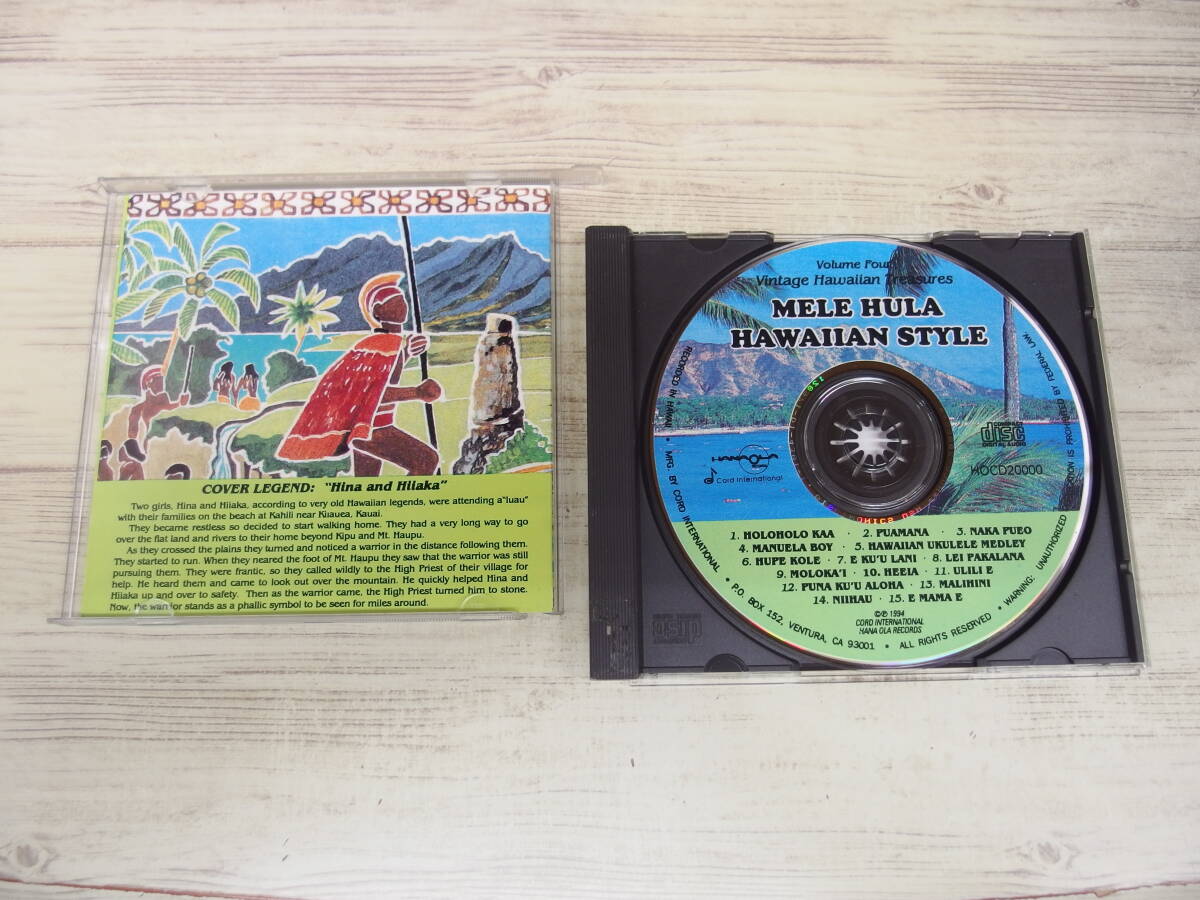 COVER LEGEND: "Hina and Hiiaka"
Two girls, Hina and Hiiaka, according to very old Hawaiian legends, were attending a"luau"
with their families on the beach at Kahili near Kiiauea, Kauai.
They became restless so decided to start walking home. They had a very long way to go
over the flat land and rivers to their home beyond Kipu and Mt. Haupu.
As they crossed the plains they turned and noticed a warrior in the distance following them.
They started to run. When they neared the foot of Mt. Haupu they saw that the warrior was still
pursuing them. They were frantic, so they called wildly to the High Priest of their village for
help. He heard them and came to look out over the mountain. He quickly helped Hina and
Hiiaka up and over to safety. Then as the warrior came, the High Priest turned him to stone.
Now, the warrior stands as a phallic symbol to be seen for miles around.
Volume Four
Vintage Hawaiian Treasures
MELE HULA
HAWAIIAN STYLE
COMPACT
disc
DIGITAL AUDIO
HOCD20000
Cord International
1. HOLOHOLO KAA · 2. PUAMANA · 3. NAKA PUEO
4. MANUELA BOY · 5. HAWAIIAN UKULELE MEDLEY
6. HUPE KOLE · 7. E KU'U LANI · 8. LEI PAKALANA
9. MOLOKA'I · 10. HEEIA · 11. ULILI E
12. PUNA KU'U ALOHA · 13. MALIHINI
14. NIIHAU · 15. E MAMA E
©℗ 1994
CORD INTERNATIONAL
HANA OLA RECORDS
RECORDED IN HAWAII • MFG BY CORD INTERNATIONAL • P.O. BOX 152, VENTURA, CA 93001 • ALL RIGHTS RESERVED • WARNING: UNAUTHORIZED IS PROHIBITED BY FEDERAL LAW.
disc